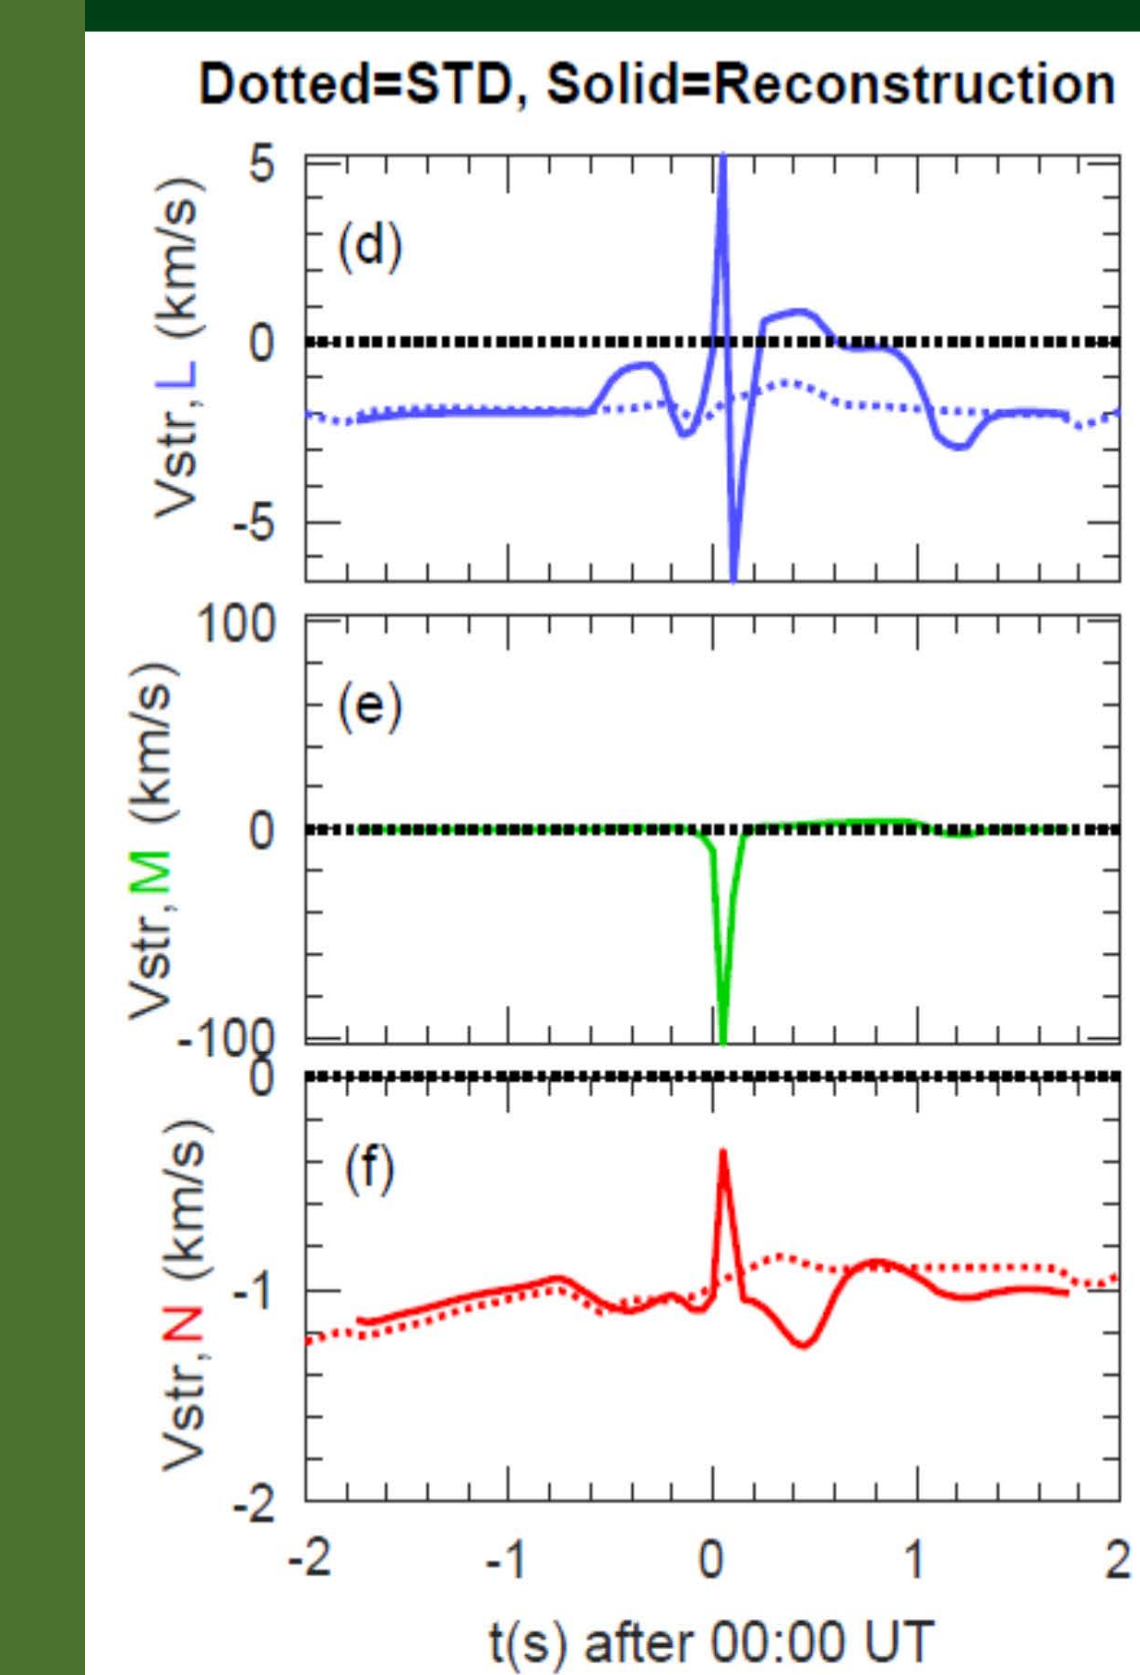 Dotted=STD, Solid=Reconstruction
5
(d)
Vstr, L (km/s)
0
-5
100
(e)
Vstr, M (km/s)
0
-100
0
(f)
Vstr, N (km/s)
-1
-2
-2 -1 0 1 2
t(s) after 00:00 UT